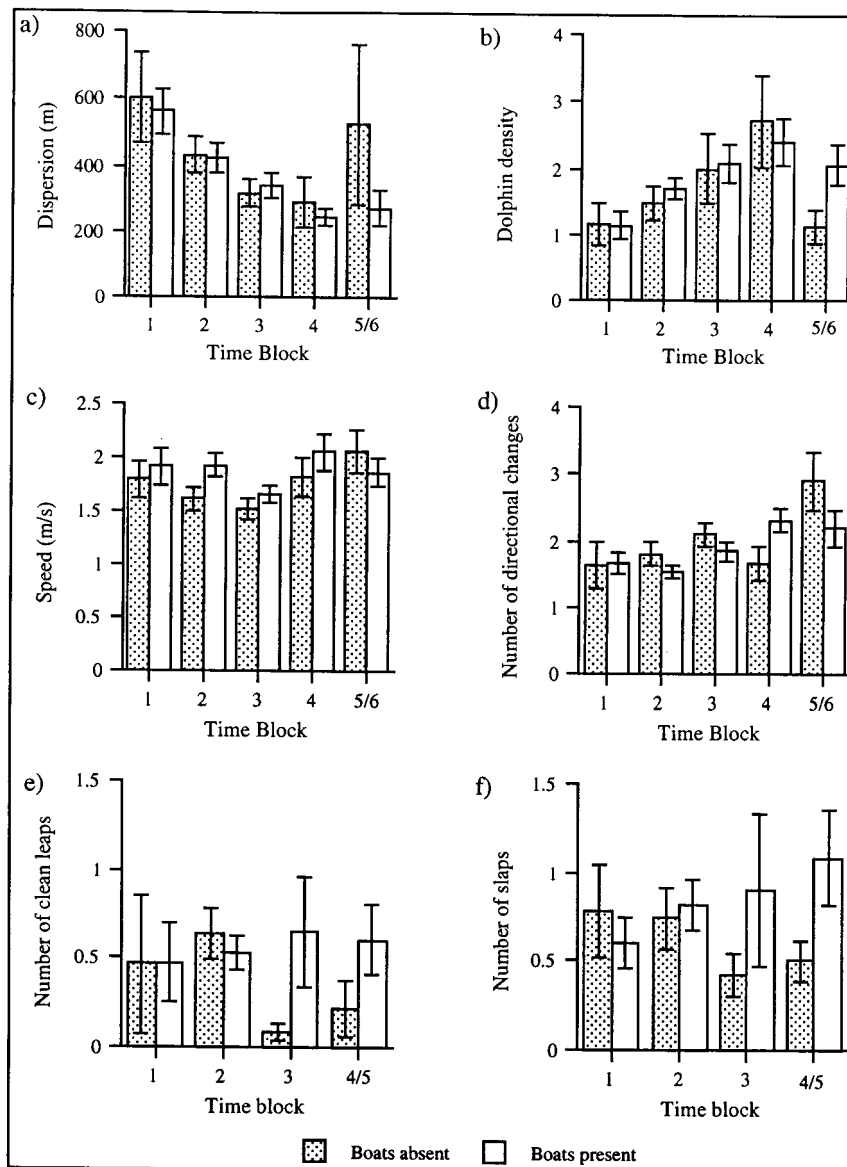 a)
800
600
400
200
0
Dispersion (m)
1 2 3 4 5/6
Time Block
b)
4
3
2
1
0
Dolphin density
1 2 3 4 5/6
Time Block
c)
2.5
2
1.5
1
0.5
0
Speed (m/s)
1 2 3 4 5/6
Time Block
d)
4
3
2
1
0
Number of directional changes
1 2 3 4 5/6
Time Block
e)
1.5
1
0.5
0
Number of clean leaps
1 2 3 4/5
Time block
f)
1.5
1
0.5
0
Number of slaps
1 2 3 4/5
Time block
Boats absent Boats present